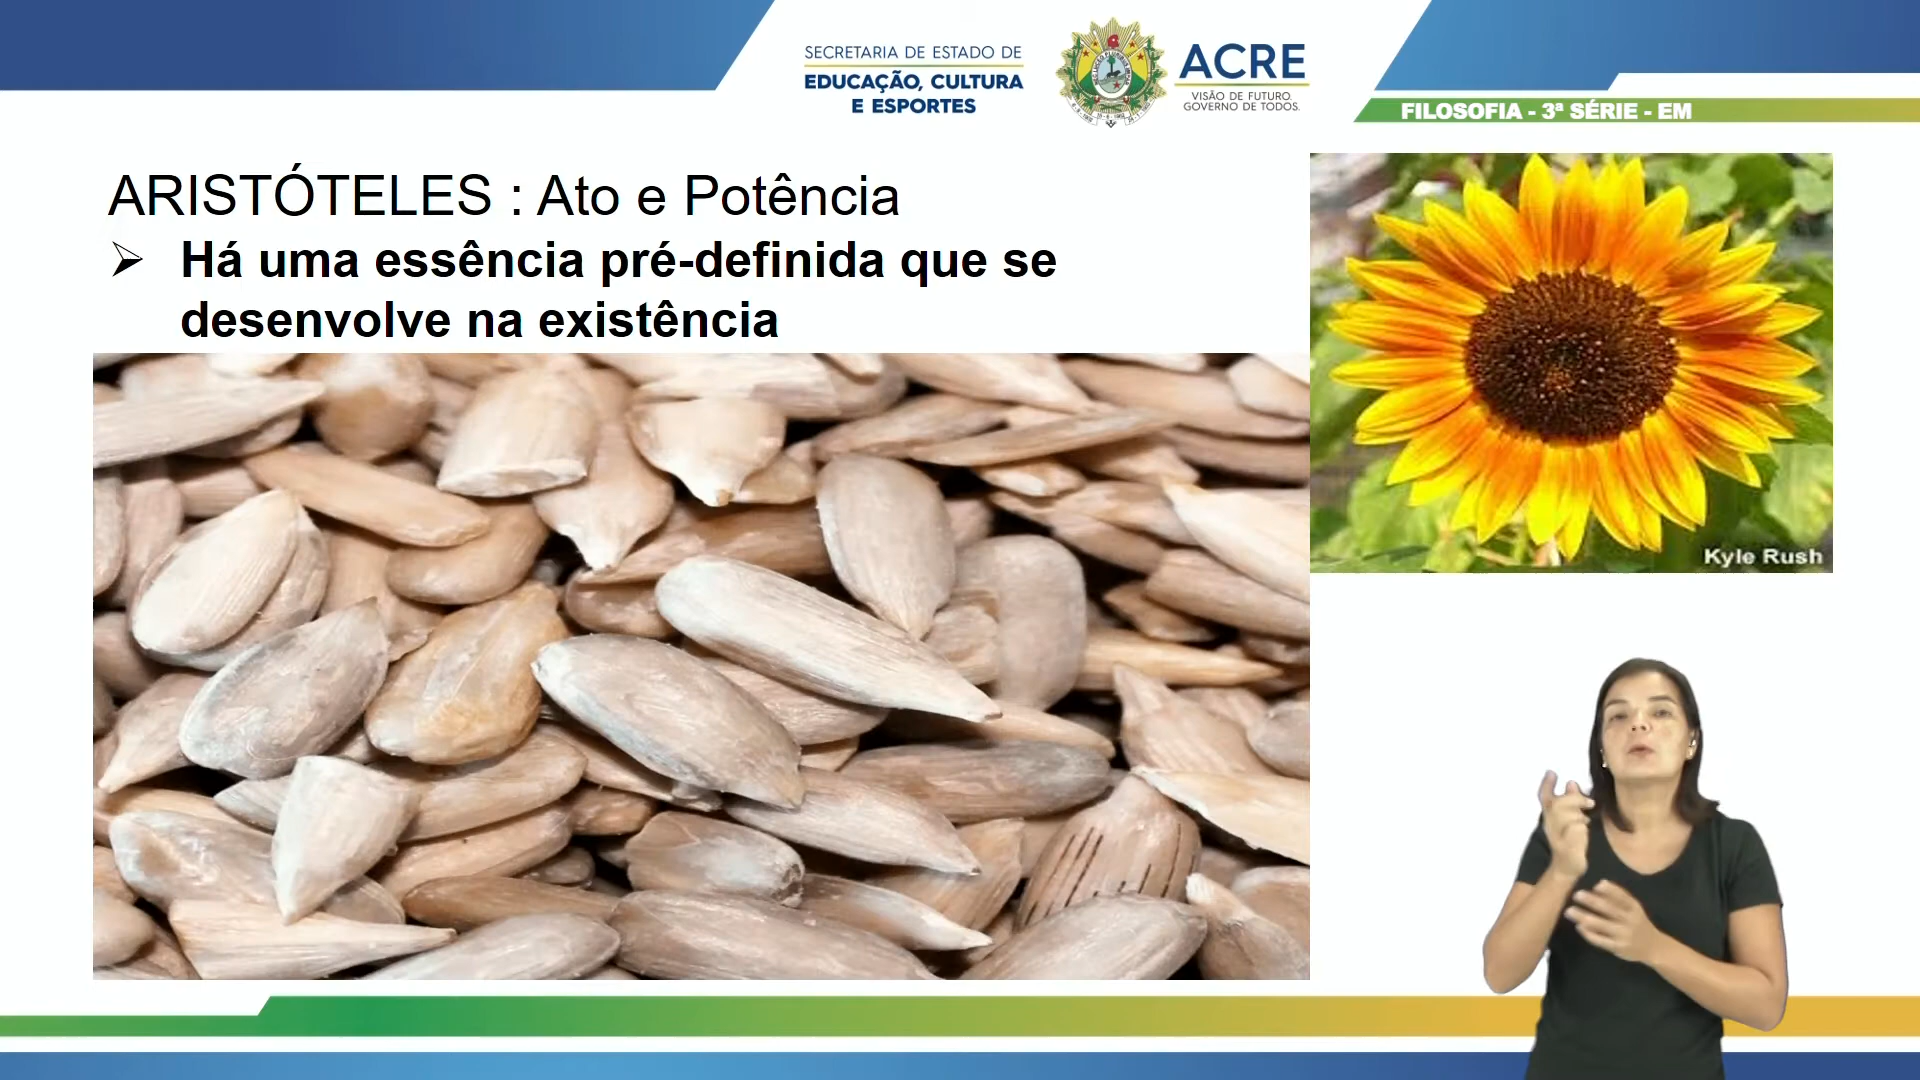 SECRETARIA DE ESTADO DE
EDUCAÇÃO, CULTURA
E ESPORTES
ACRE
VISÃO DE FUTURO.
GOVERNO DE TODOS.
FILOSOFIA - 3ª SÉRIE - EM
ARISTÓTELES : Ato e Potência
➢ Há uma essência pré-definida que se
desenvolve na existência
Kyle Rush